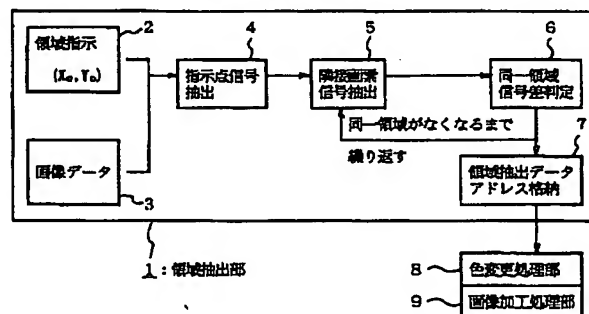 2
領域指示
(X₀,Y₀)
4
指示点信号
抽出
5
隣接画素
信号抽出
6
同一領域
信号差判定
同一領域がなくなるまで
繰り返す
7
画像データ
3
領域抽出データ
アドレス格納
1:領域抽出部
8
色変更処理部
9
画像加工処理部